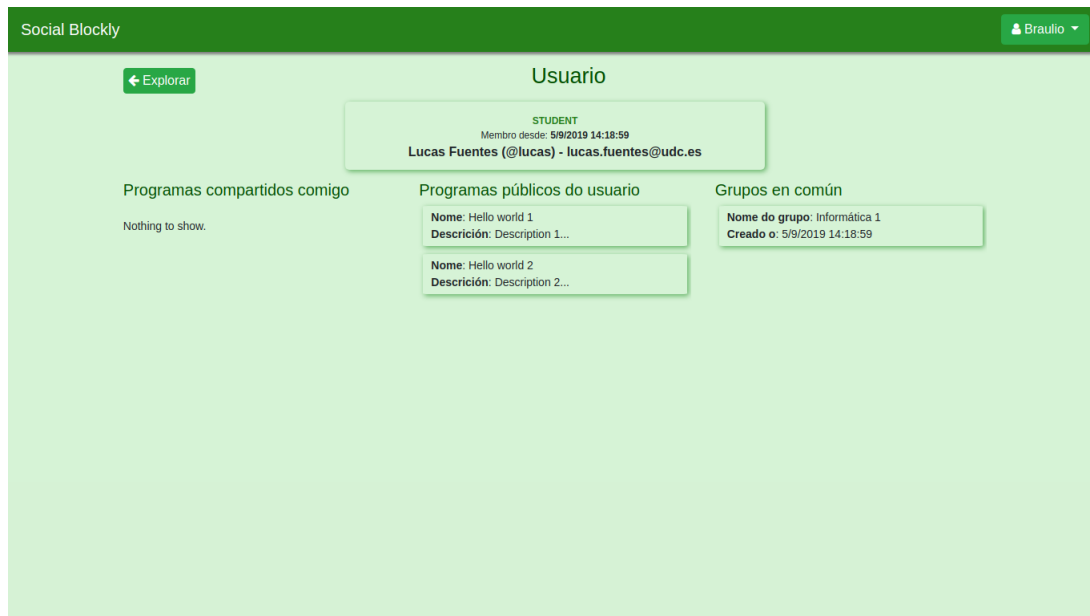 Social Blockly
Braulio
Explorar
Usuario
STUDENT
Membro desde: 5/9/2019 14:18:59
Lucas Fuentes (@lucas) - lucas.fuentes@udc.es
Programas compartidos comigo
Nothing to show.
Programas públicos do usuario
Nome: Hello world 1
Descrición: Description 1...
Nome: Hello world 2
Descrición: Description 2...
Grupos en común
Nome do grupo: Informática 1
Creado o: 5/9/2019 14:18:59